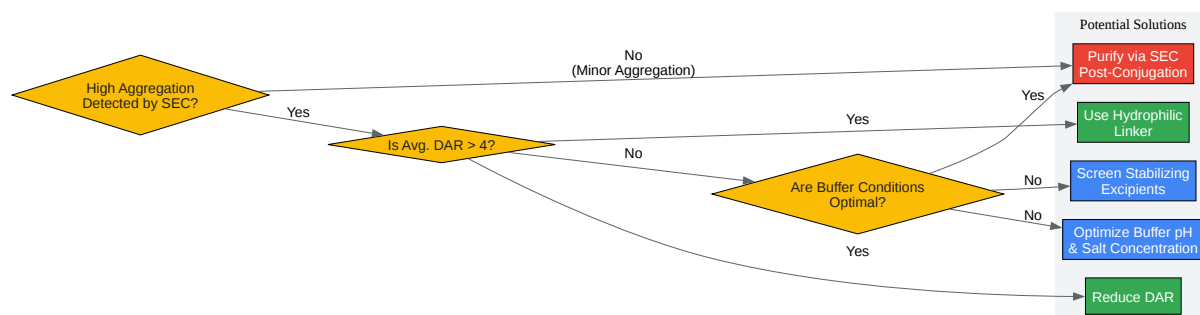 Potential Solutions
No
(Minor Aggregation)
Purify via SEC
Post-Conjugation
High Aggregation
Detected by SEC?
Yes
Yes
Yes
Use Hydrophilic
Linker
Is Avg. DAR > 4?
No
Are Buffer Conditions
Optimal?
No
Screen Stabilizing
Excipients
No
Optimize Buffer pH
& Salt Concentration
Yes
Reduce DAR